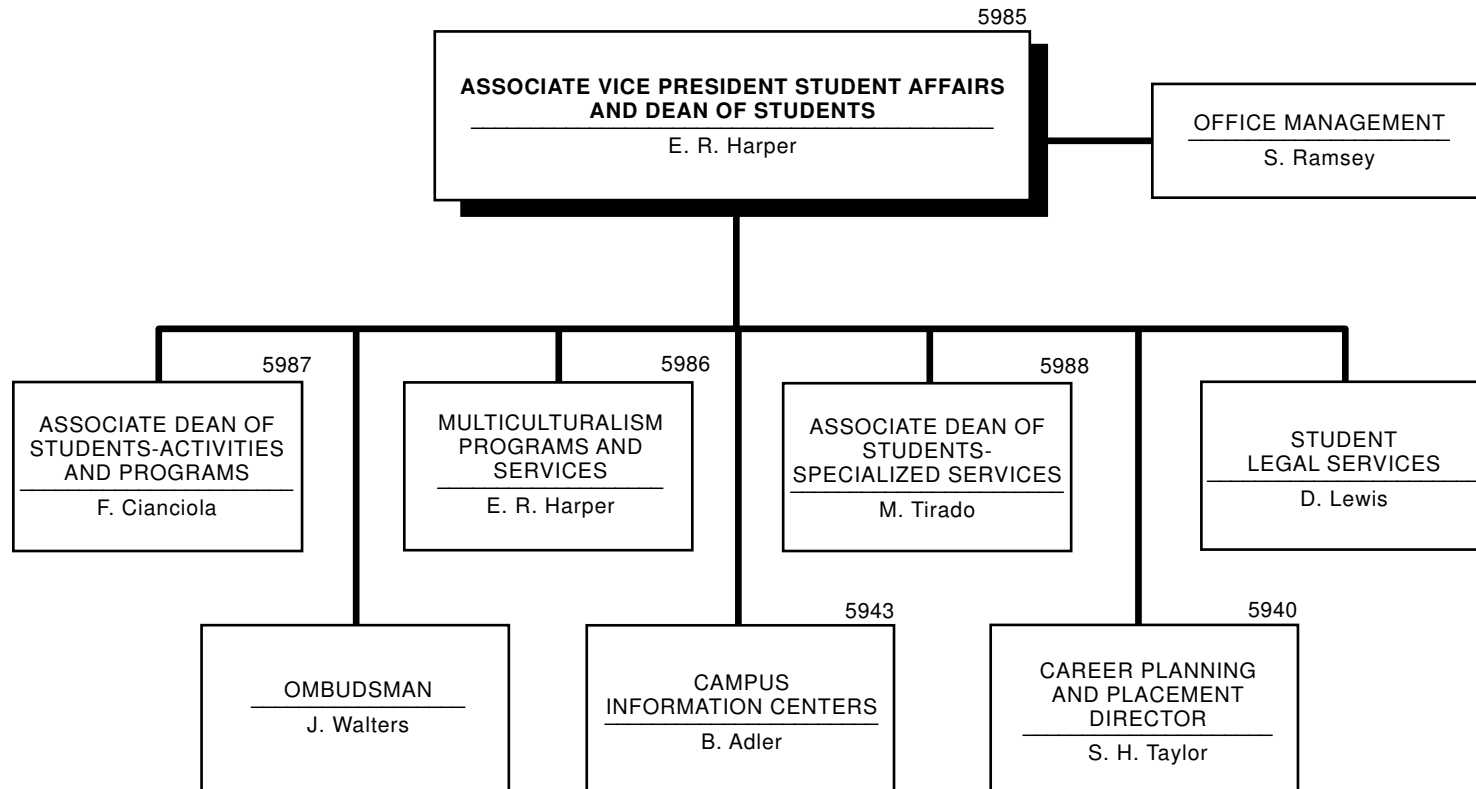 5985
ASSOCIATE VICE PRESIDENT STUDENT AFFAIRS
AND DEAN OF STUDENTS
E. R. Harper
OFFICE MANAGEMENT
S. Ramsey
5987
ASSOCIATE DEAN OF
STUDENTS-ACTIVITIES
AND PROGRAMS
F. Cianciola
5986
MULTICULTURALISM
PROGRAMS AND
SERVICES
E. R. Harper
5988
ASSOCIATE DEAN OF
STUDENTS-
SPECIALIZED SERVICES
M. Tirado
STUDENT
LEGAL SERVICES
D. Lewis
OMBUDSMAN
J. Walters
5943
CAMPUS
INFORMATION CENTERS
B. Adler
5940
CAREER PLANNING
AND PLACEMENT
DIRECTOR
S. H. Taylor